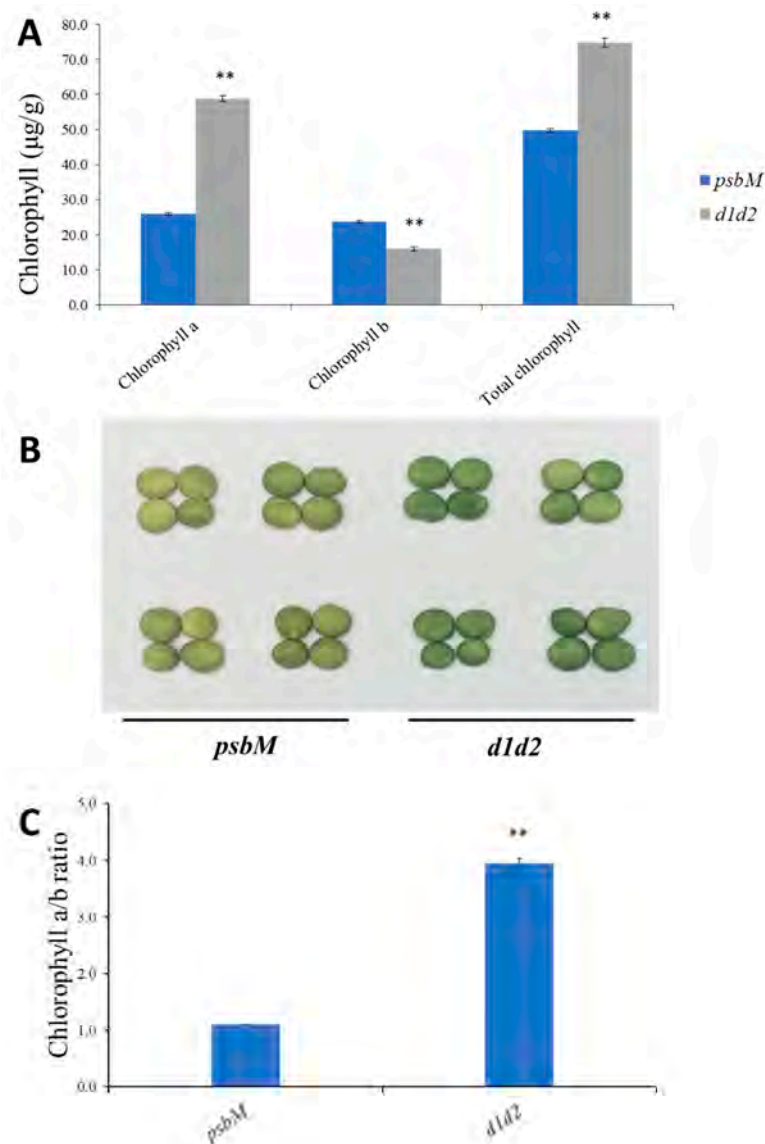 A
80.0
70.0
60.0
50.0
40.0
30.0
20.0
10.0
0.0
Chlorophyll (µg/g)
**
**
**
Chlorophyll a
Chlorophyll b
Total chlorophyll
psbM
d1d2
B
psbM
d1d2
C
5.0
4.0
3.0
2.0
1.0
0.0
Chlorophyll a/b ratio
**
psbM
d1d2